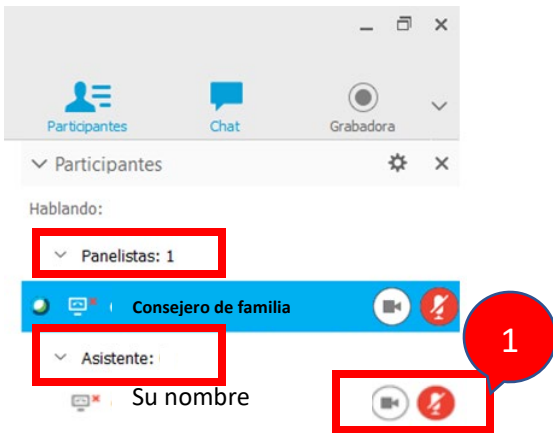 Participantes Chat Grabadora
Participantes
Hablando:
Panelistas: 1
Consejero de familia
1
Asistente:
Su nombre